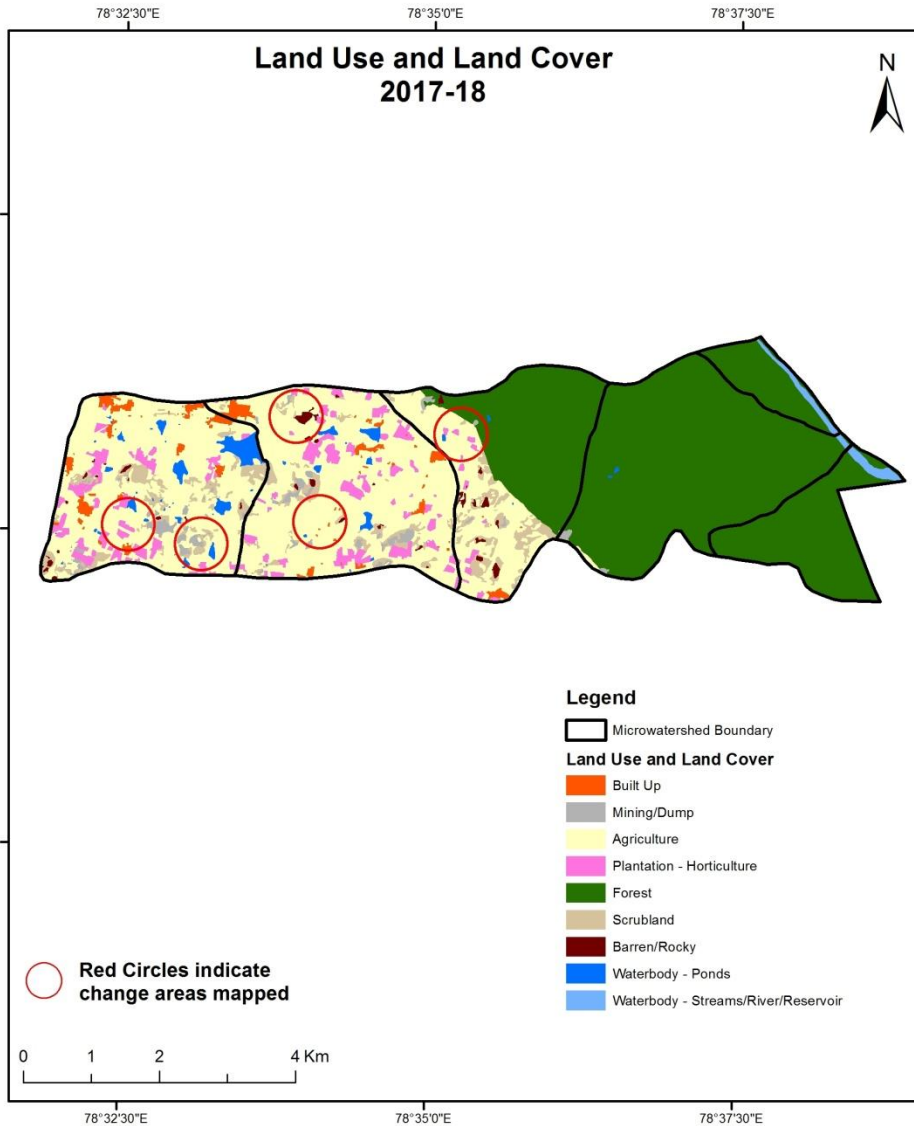 78°32'30"E 78°35'0"E 78°37'30"E
Land Use and Land Cover
2017-18
N
Legend
Microwatershed Boundary
Land Use and Land Cover
Built Up
Mining/Dump
Agriculture
Plantation - Horticulture
Forest
Scrubland
Barren/Rocky
Waterbody - Ponds
Waterbody - Streams/River/Reservoir
Red Circles indicate
change areas mapped
0 1 2 4 Km
78°32'30"E 78°35'0"E 78°37'30"E